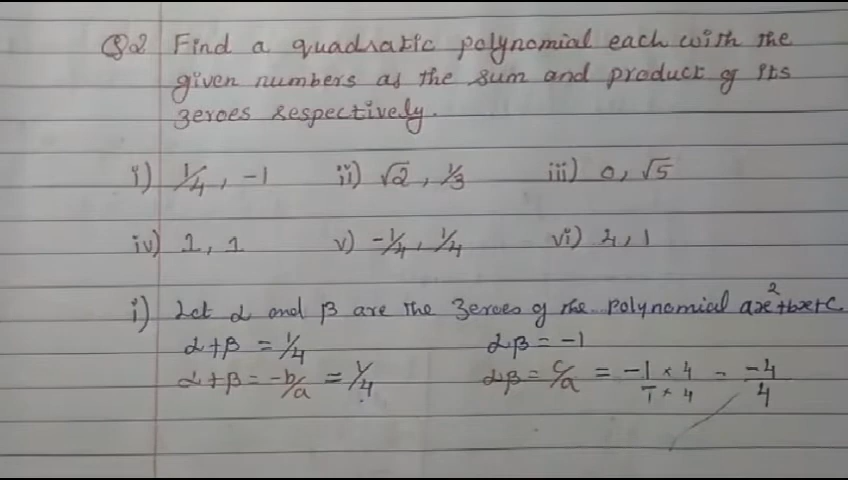 Q2 Find a quadratic polynomial each with the
given numbers as the sum and product of its
zeroes respectively.
i) 1/4, -1 ii) √2, 1/3 iii) 0, √5
iv) 1, 1 v) -1/4, 1/4 vi) 4, 1
i) Let α and β are the zeroes of the polynomial ax²+bx+c.
α+β = 1/4 αβ = -1
α+β = -b/a = 1/4 αβ = c/a = -1×4/1×4 = -4/4